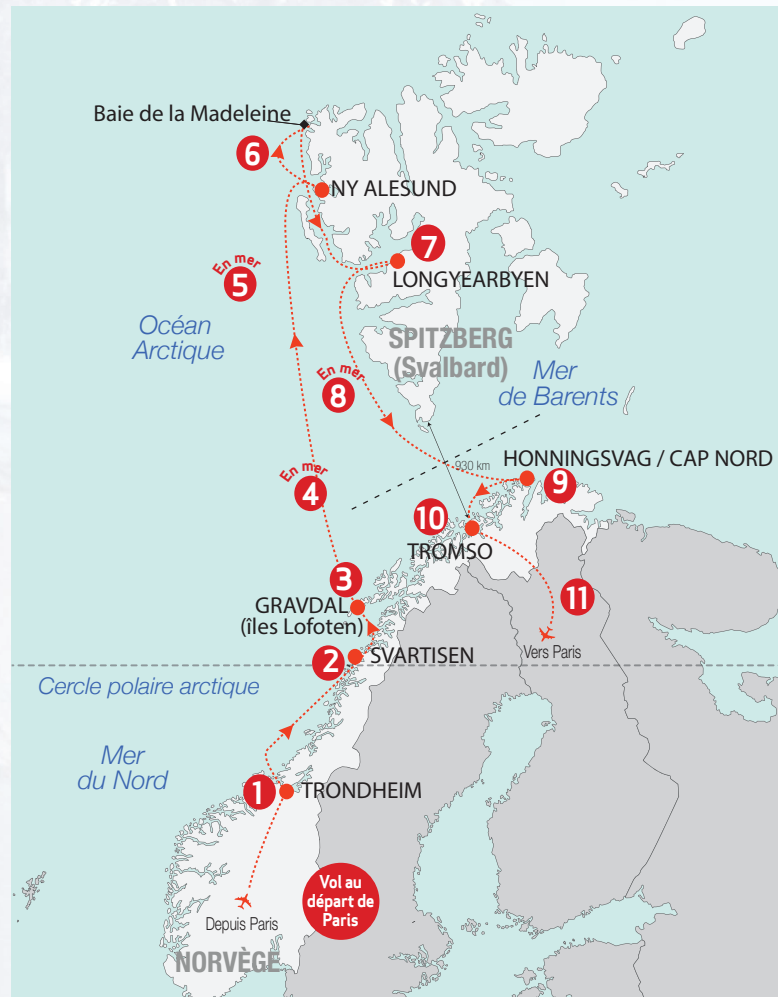 Baie de la Madeleine
6
NY ALESUND
7
LONGYEARBYEN
En mer
5
Océan
Arctique
SPITZBERG
(Svalbard)
En mer
8
Mer
de Barents
En mer
4
930 km
HONNINGSVAG / CAP NORD
9
10
TROMSO
3
GRAVDAL
(îles Lofoten)
11
2
SVARTISEN
Vers Paris
Cercle polaire arctique
Mer
du Nord
1
TRONDHEIM
Vol au
départ de
Paris
Depuis Paris
NORVÈGE